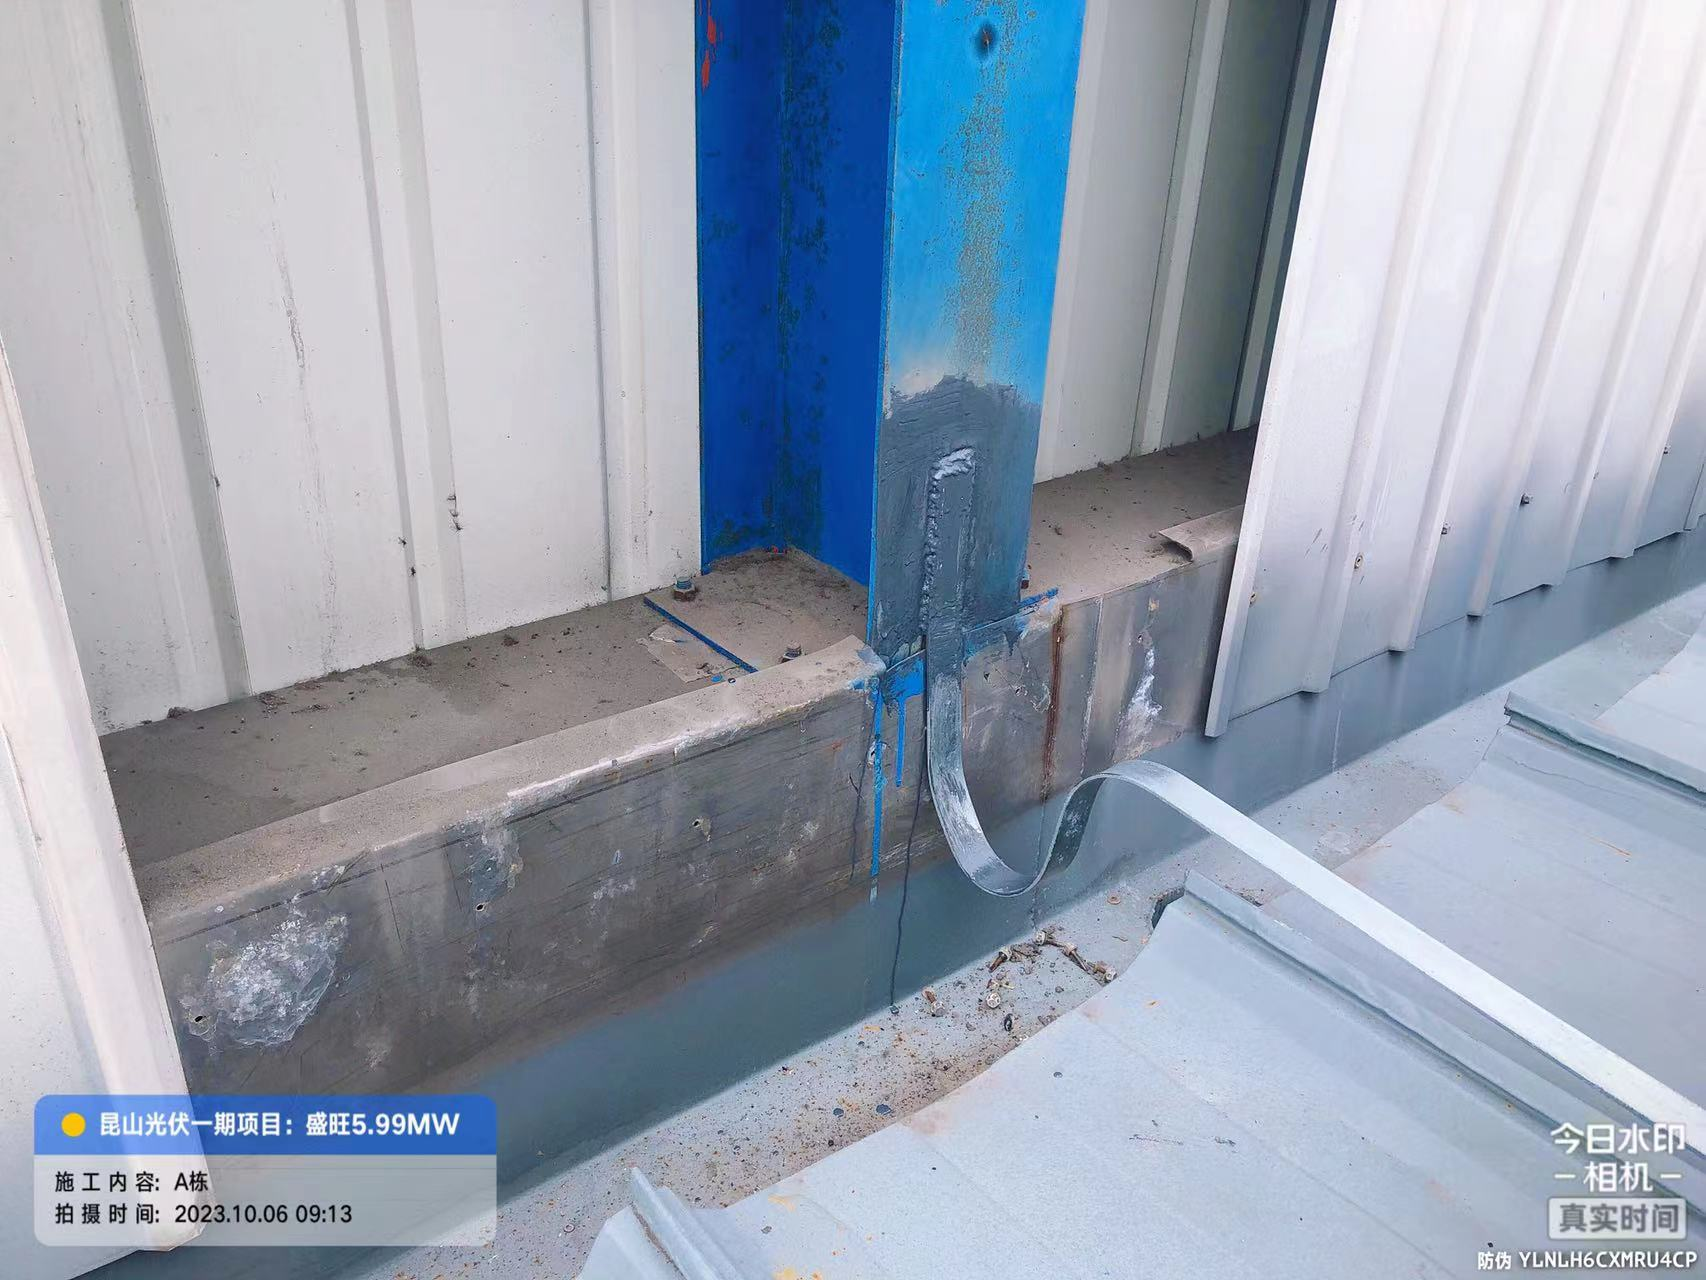 昆山光伏一期项目：盛旺5.99MW
施工内容：A栋
拍摄时间：2023.10.06 09:13
今日水印
相机
真实时间
防伪 YLNLH6CXMRU4CP